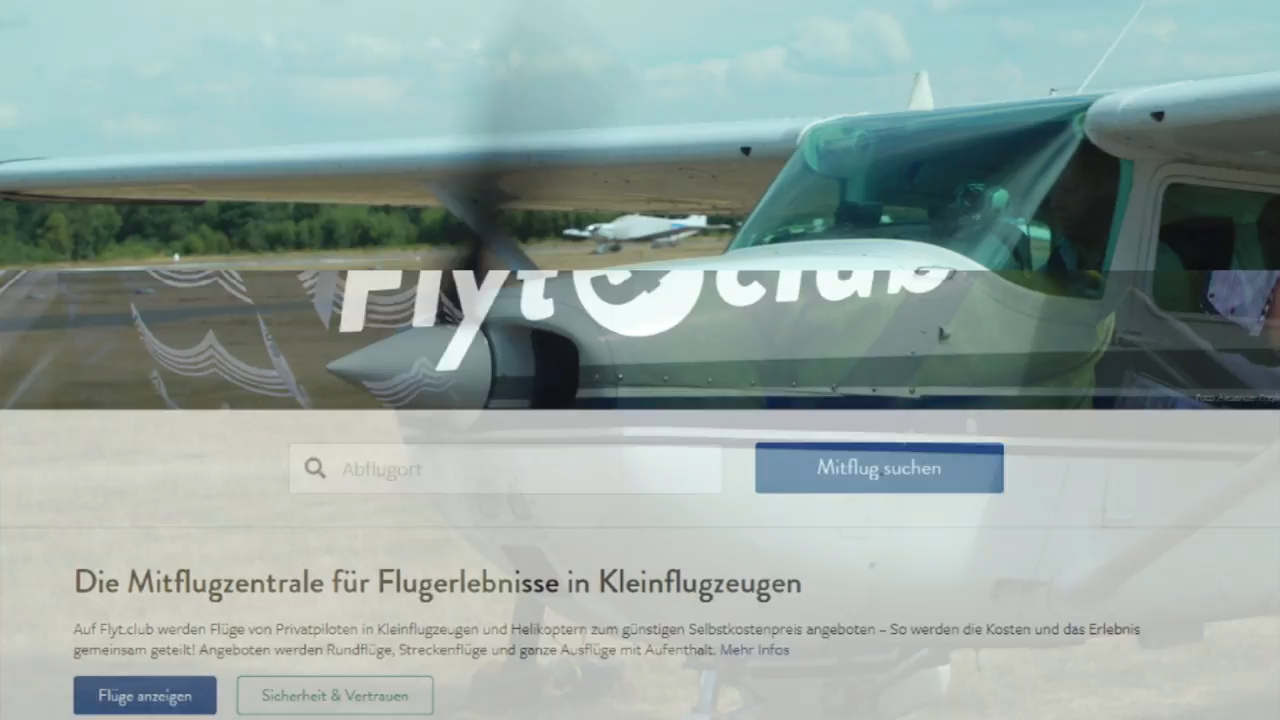 Flyt.club
Abflugort
Mitflug suchen
Die Mitflugzentrale für Flugerlebnisse in Kleinflugzeugen
Auf Flyt.club werden Flüge von Privatpiloten in Kleinflugzeugen und Helikoptern zum günstigen Selbstkostenpreis angeboten – So werden die Kosten und das Erlebnis
gemeinsam geteilt! Angeboten werden Rundflüge, Streckenflüge und ganze Ausflüge mit Aufenthalt. Mehr Infos
Flüge anzeigen
Sicherheit & Vertrauen